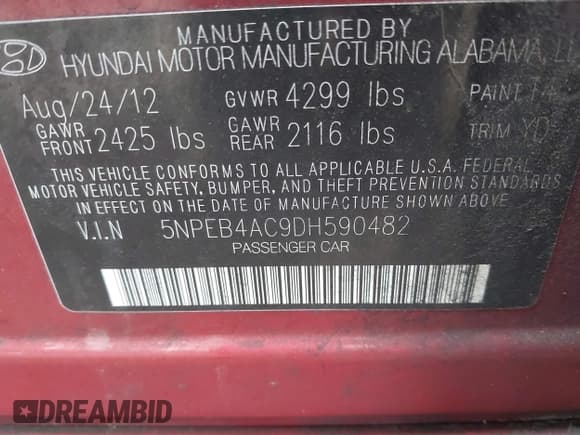 MANUFACTURED BY
HYUNDAI MOTOR MANUFACTURING ALABAMA,
Aug/24/12 GVWR 4299 lbs PAINT
GAWR FRONT 2425 lbs GAWR REAR 2116 lbs TRIM YD
THIS VEHICLE CONFORMS TO ALL APPLICABLE U.S.A. FEDERAL
MOTOR VEHICLE SAFETY, BUMPER, AND THEFT PREVENTION STANDARDS
IN EFFECT ON THE DATE OF MANUFACTURE SHOWN ABOVE
V.I.N 5NPEB4AC9DH590482
PASSENGER CAR
DREAMBID